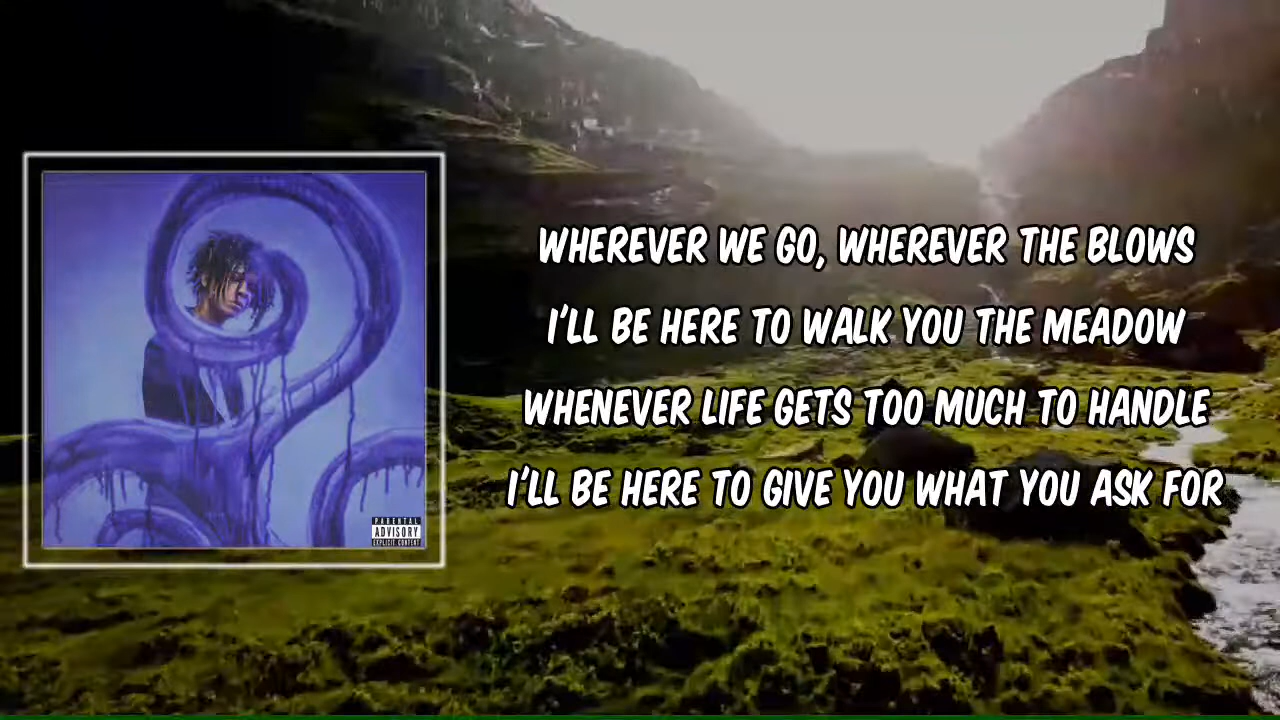 WHEREVER WE GO, WHEREVER THE BLOWS
I'LL BE HERE TO WALK YOU THE MEADOW
WHENEVER LIFE GETS TOO MUCH TO HANDLE
I'LL BE HERE TO GIVE YOU WHAT YOU ASK FOR
PARENTAL
ADVISORY
EXPLICIT CONTENT